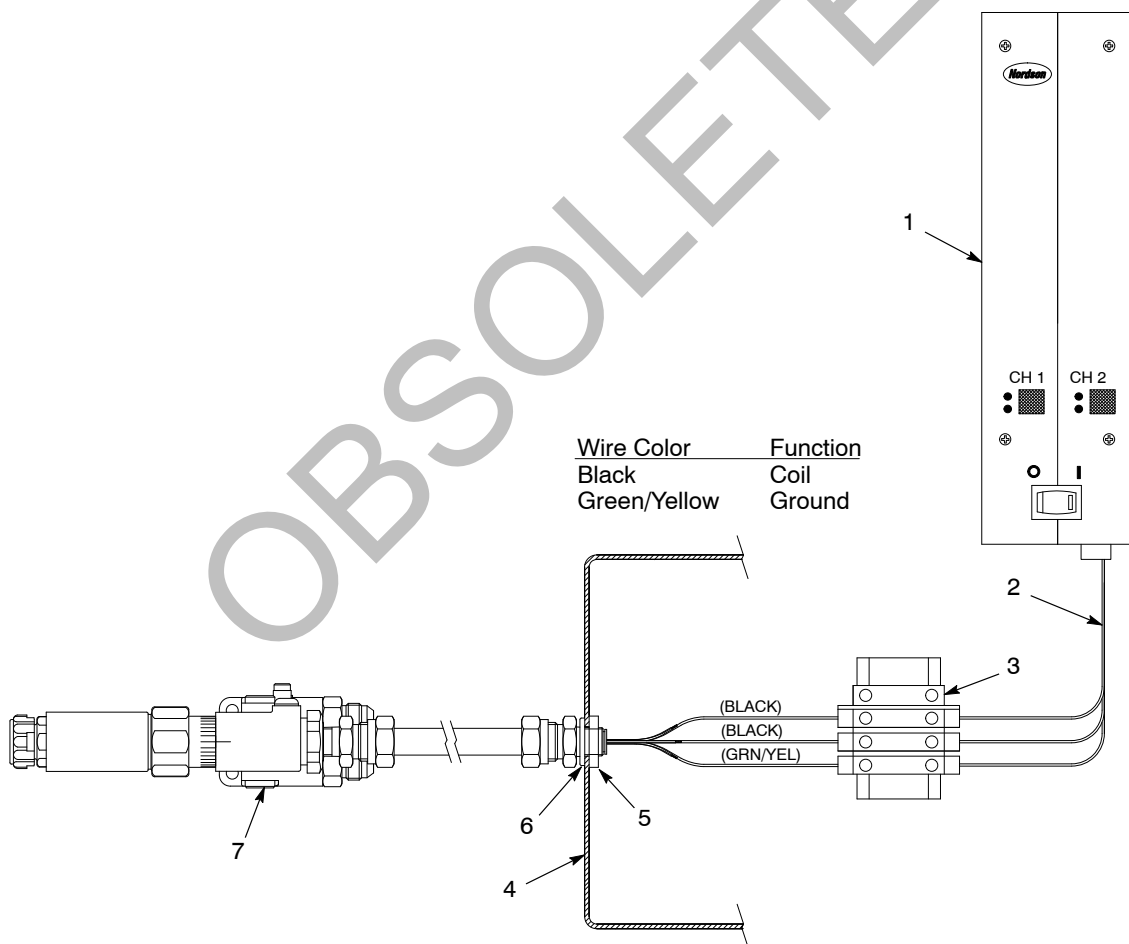 OBSOLETE
Nordson
1
CH 1 CH 2
Wire Color Function
Black Coil
Green/Yellow Ground
O I
2
3
(BLACK)
(BLACK)
(GRN/YEL)
6
5
7
4